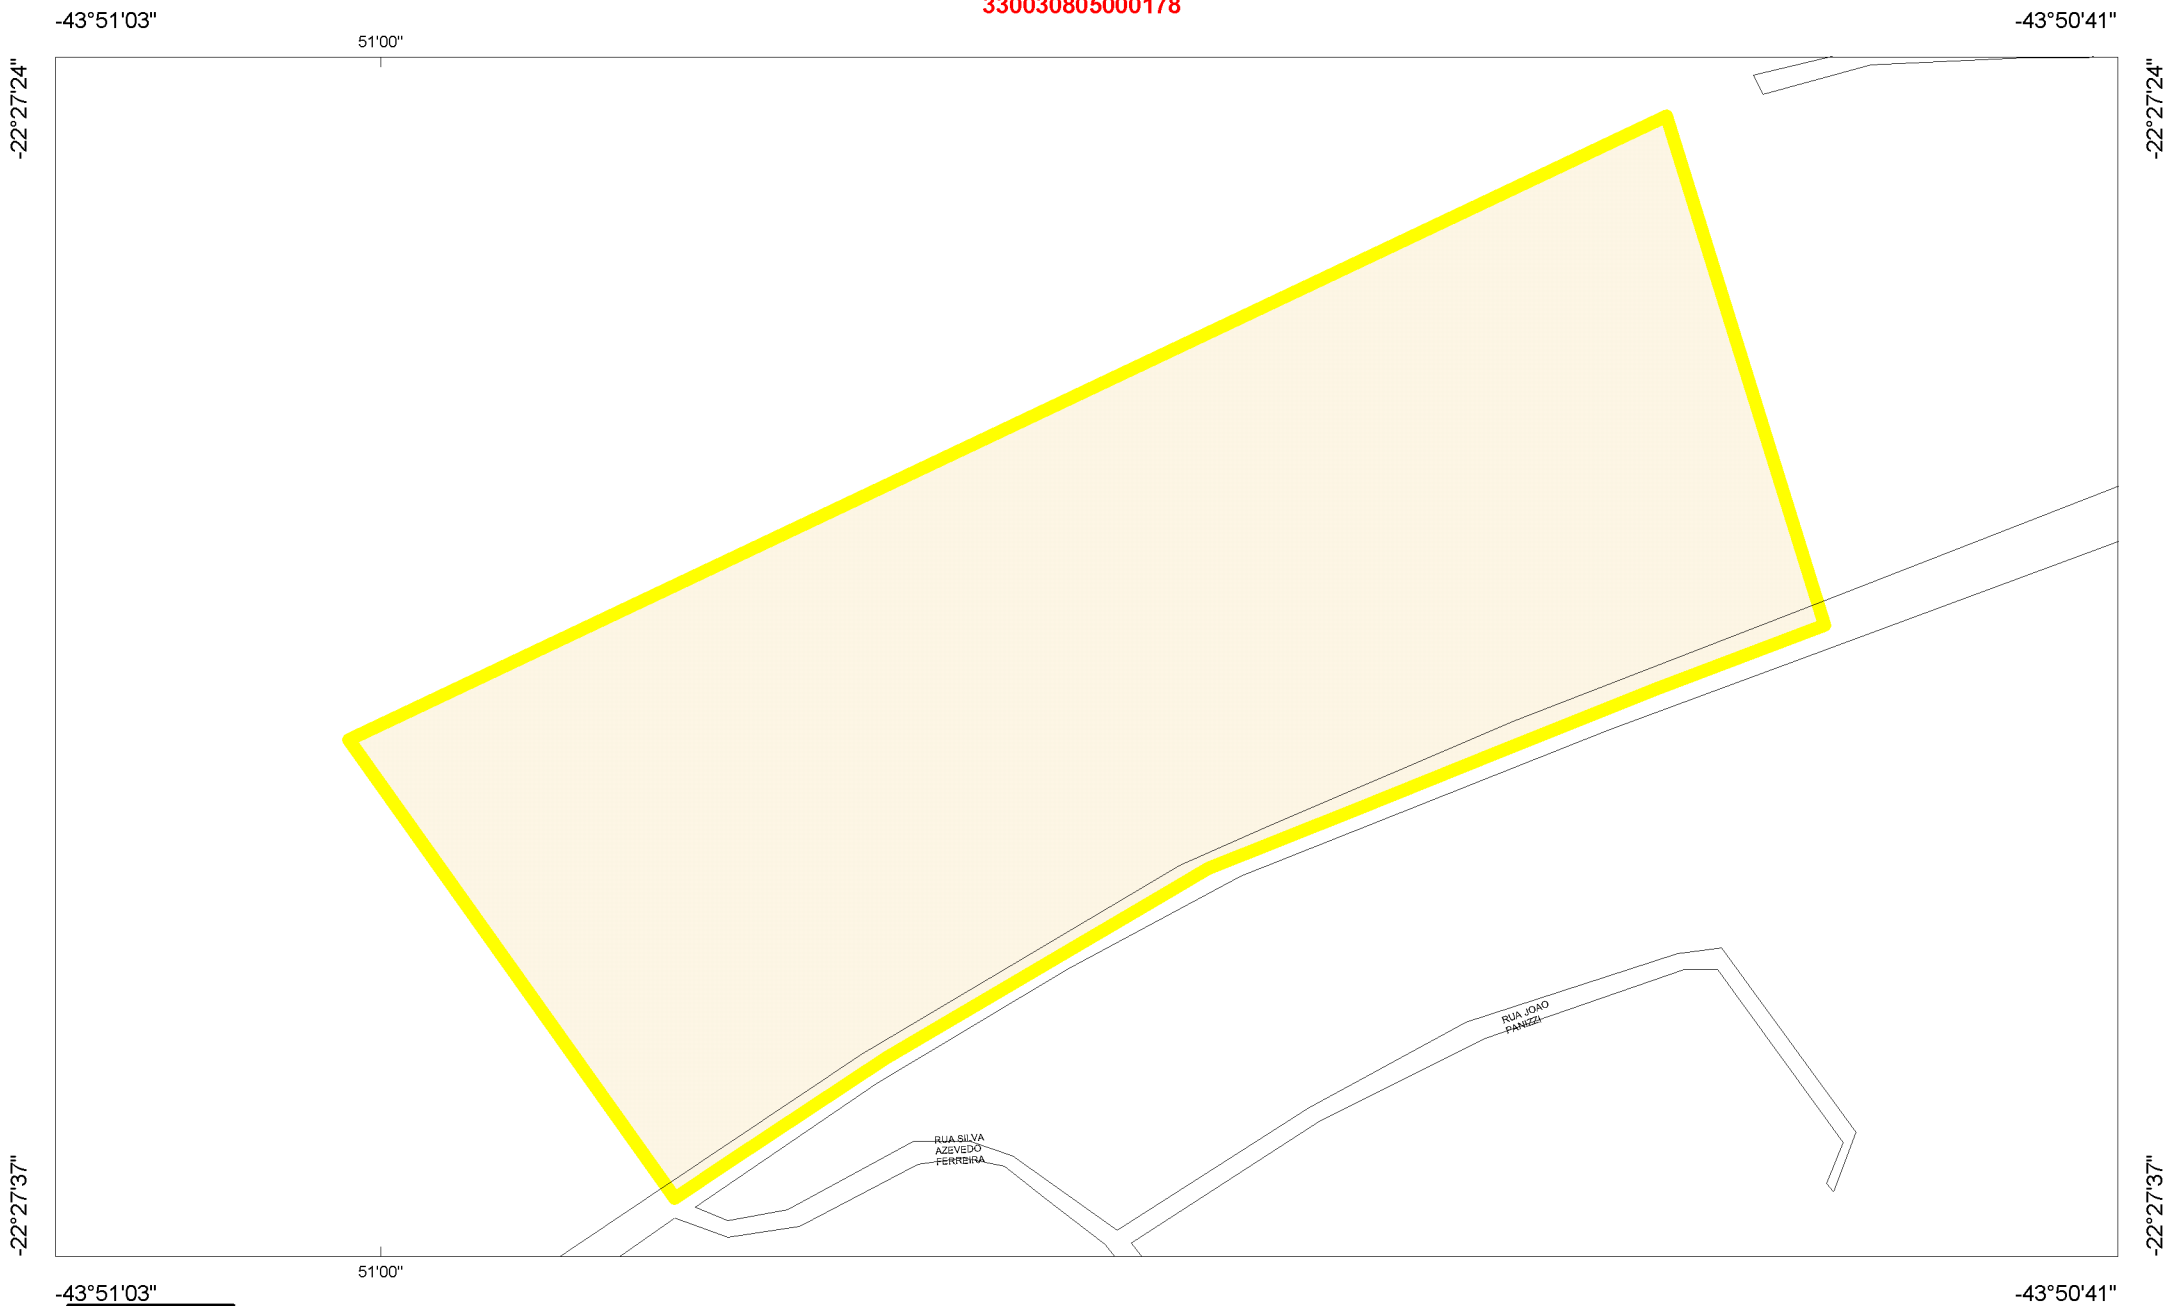 330030805000178
-43°51'03"
-43°50'41"
51'00"
-22°27'24"
-22°27'24"
RUA JOAO
PANIZZI
RUA SILVA
AZEVEDO
FERREIRA
-22°27'37"
-22°27'37"
51'00"
-43°51'03"
-43°50'41"